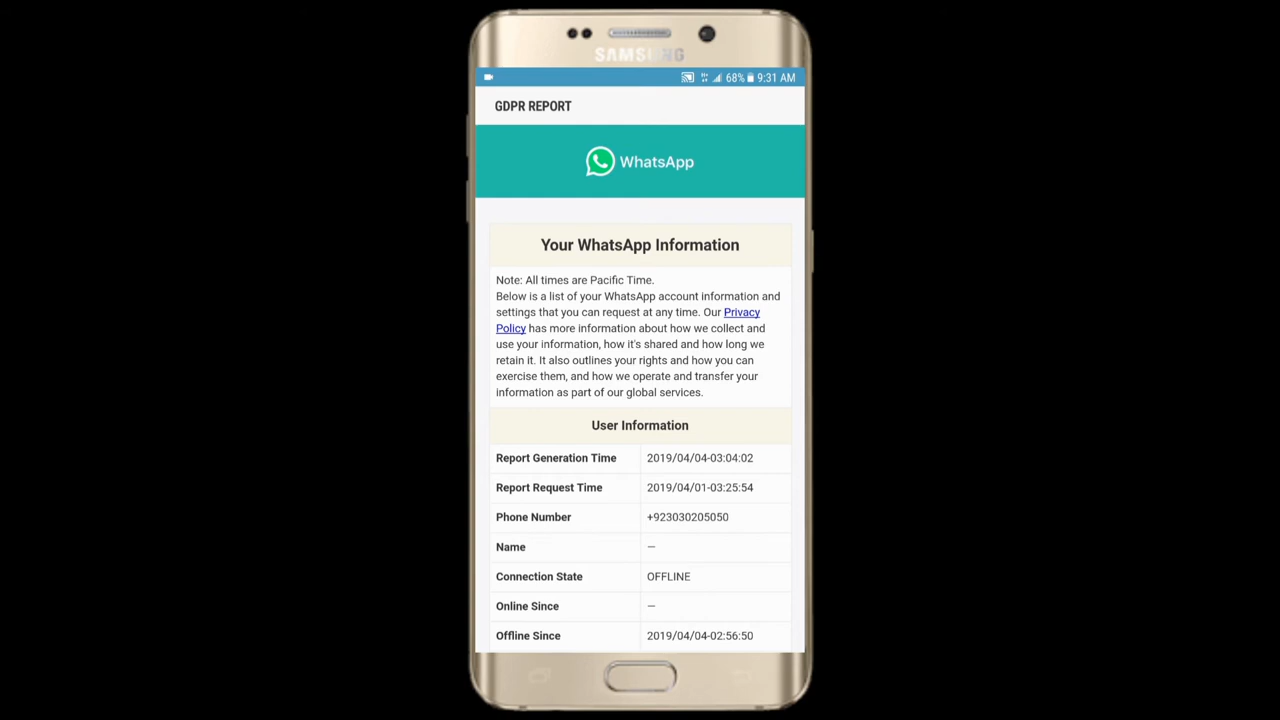 SAMSUNG
68% 9:31 AM
GDPR REPORT
WhatsApp
Your WhatsApp Information
Note: All times are Pacific Time.
Below is a list of your WhatsApp account information and
settings that you can request at any time. Our Privacy
Policy has more information about how we collect and
use your information, how it's shared and how long we
retain it. It also outlines your rights and how you can
exercise them, and how we operate and transfer your
information as part of our global services.
User Information
Report Generation Time 2019/04/04-03:04:02
Report Request Time 2019/04/01-03:25:54
Phone Number +923030205050
Name —
Connection State OFFLINE
Online Since —
Offline Since 2019/04/04-02:56:50